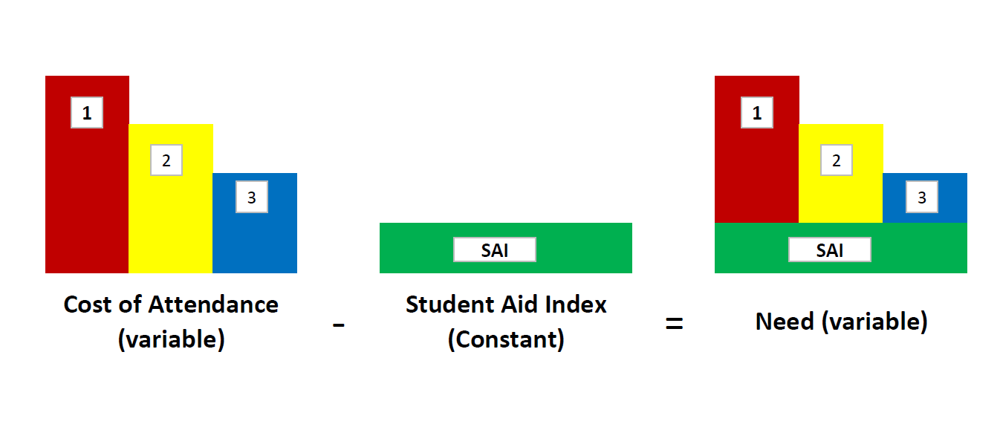 1
2
3
SAI
1
2
3
SAI
Cost of Attendance
(variable)
-
Student Aid Index
(Constant)
=
Need (variable)